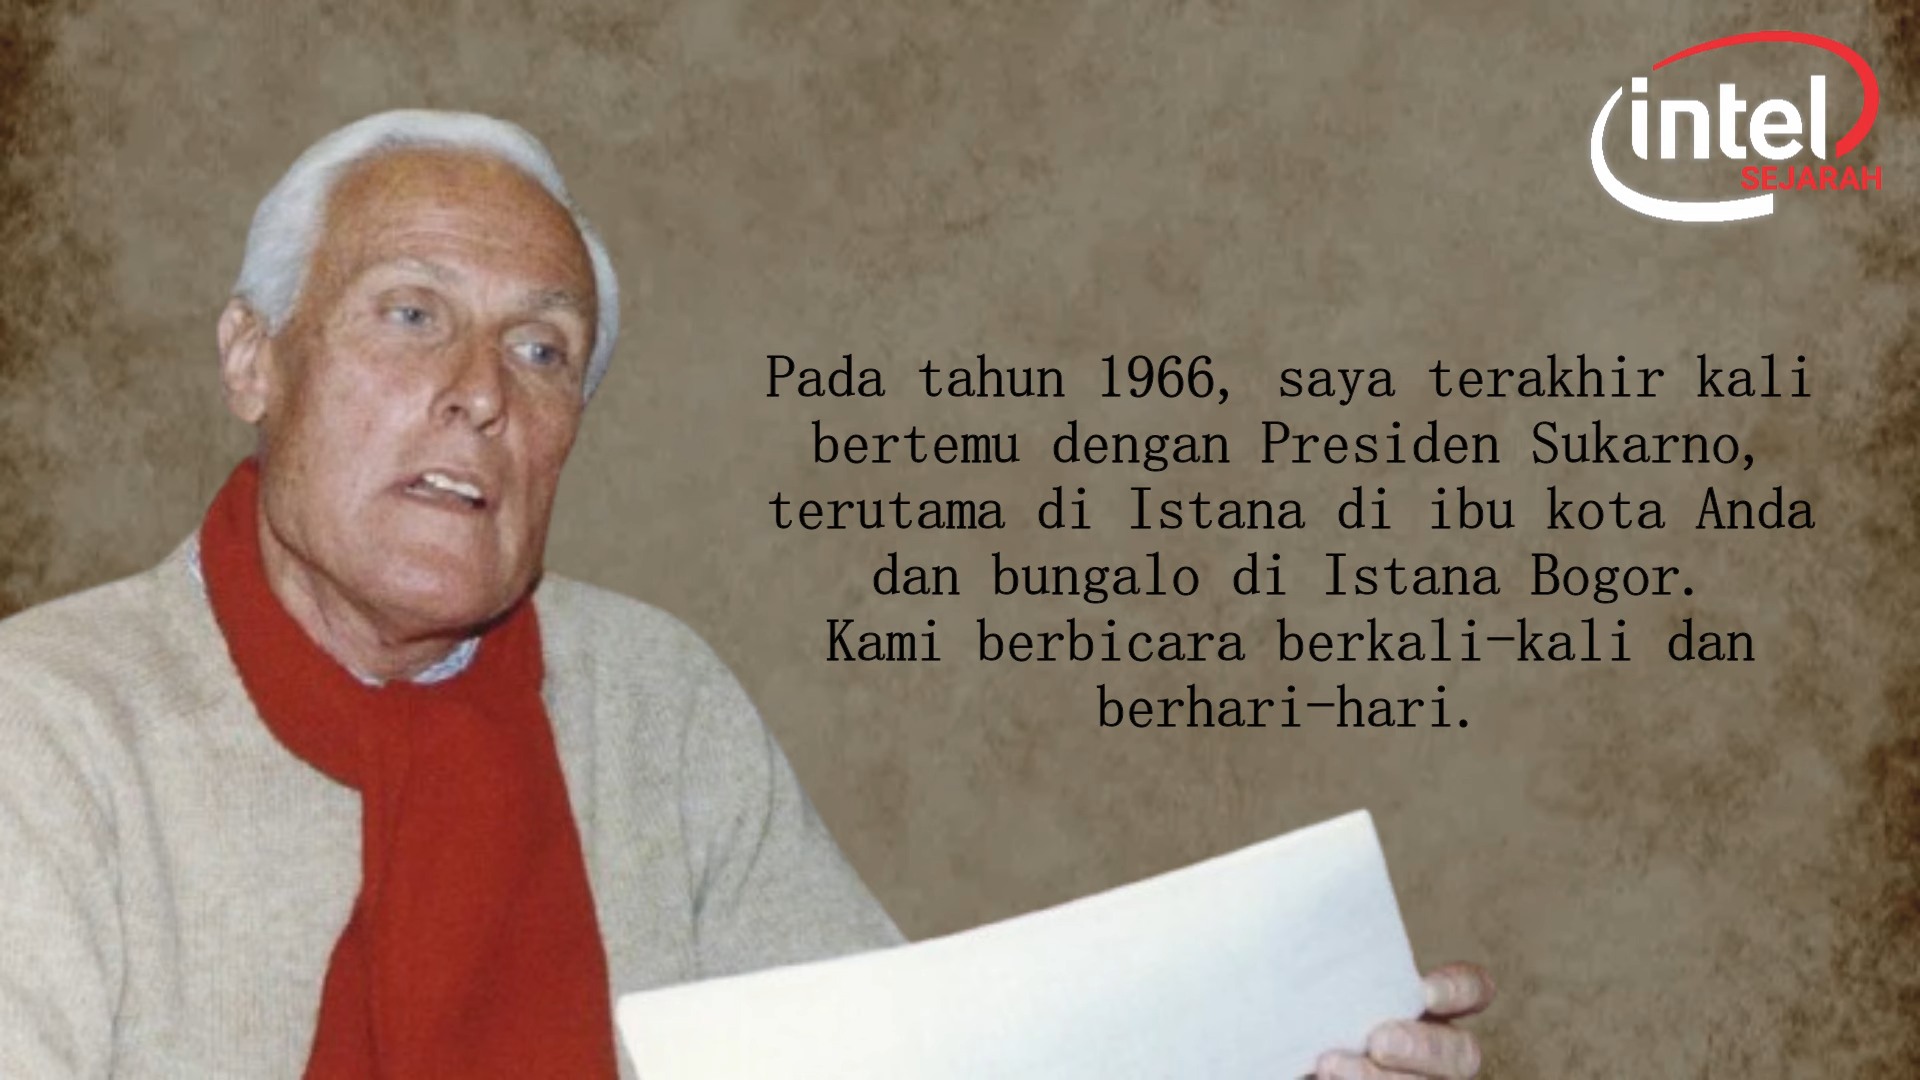 intel
SEJARAH
Pada tahun 1966, saya terakhir kali
bertemu dengan Presiden Sukarno,
terutama di Istana di ibu kota Anda
dan bungalo di Istana Bogor.
Kami berbicara berkali-kali dan
berhari-hari.